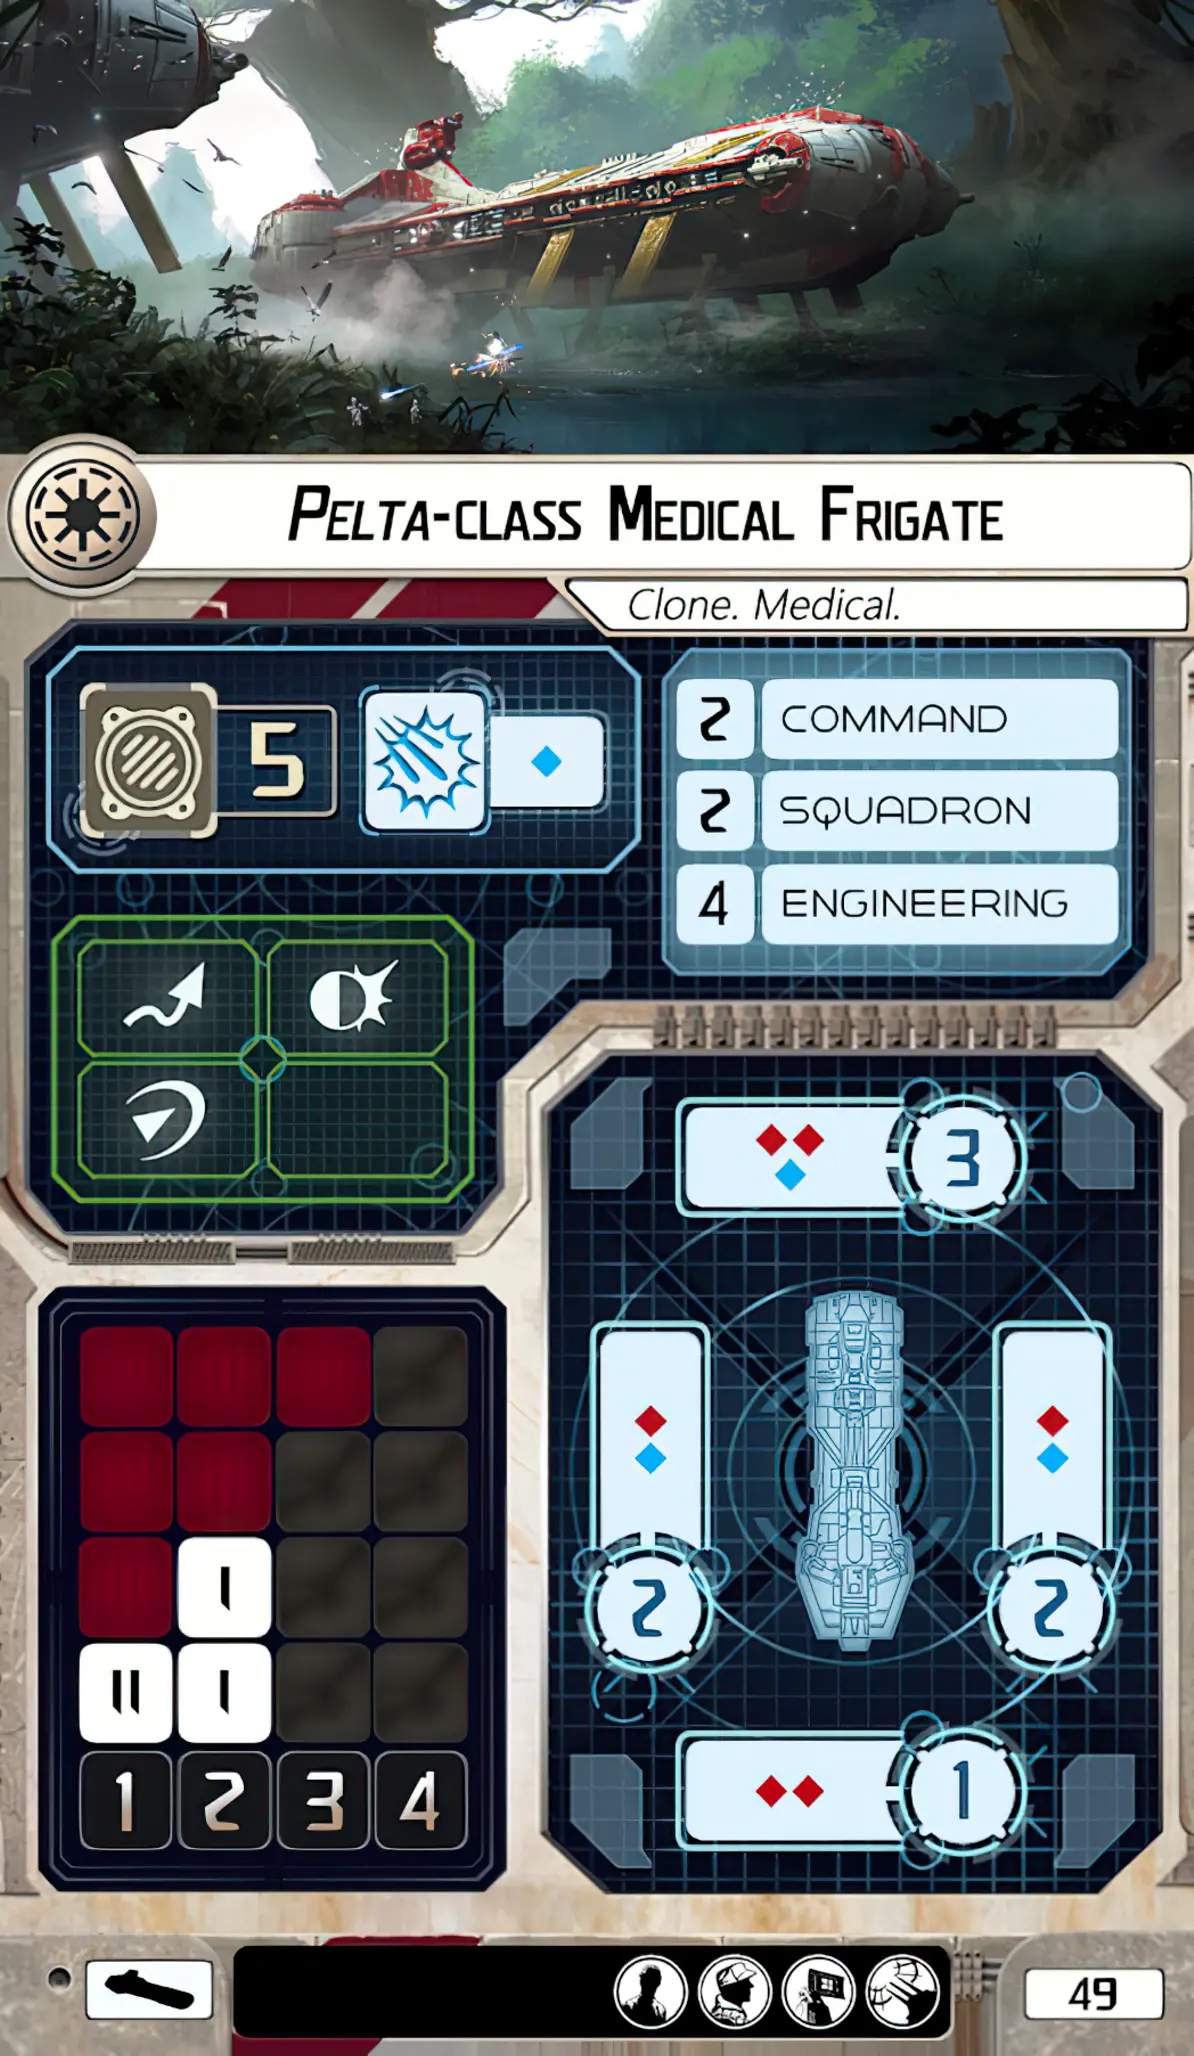 PELTA-CLASS MEDICAL FRIGATE
Clone. Medical.
5
2 COMMAND
2 SQUADRON
4 ENGINEERING
3
2 2
1
I
II I
1 2 3 4
49